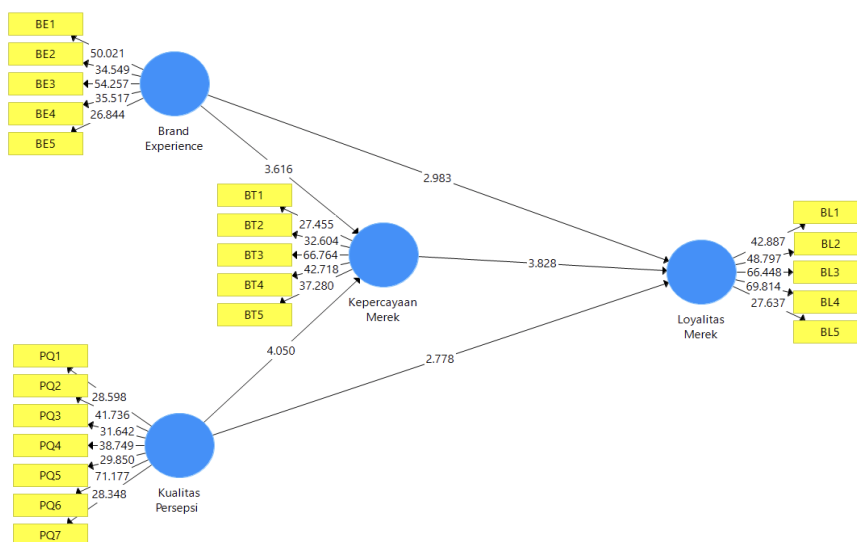 BE1
BE2
BE3
BE4
BE5
50.021
34.549
54.257
35.517
26.844
Brand
Experience
3.616
2.983
BT1
BT2
BT3
BT4
BT5
27.455
32.604
66.764
42.718
37.280
Kepercayaan
Merek
3.828
BL1
BL2
BL3
BL4
BL5
42.887
48.797
66.448
69.814
27.637
Loyalitas
Merek
4.050
2.778
PQ1
PQ2
PQ3
PQ4
PQ5
PQ6
PQ7
28.598
41.736
31.642
38.749
29.850
71.177
28.348
Kualitas
Persepsi